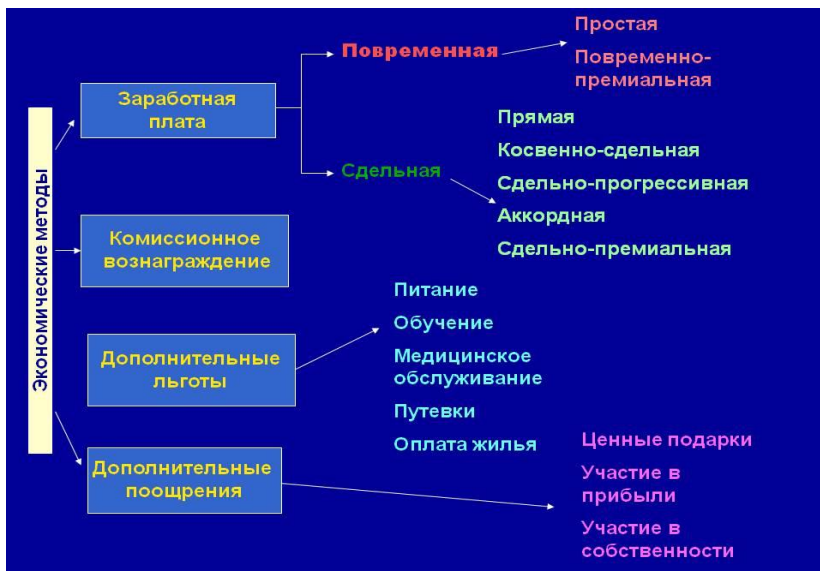 Экономические методы
Заработная
плата
Повременная
Простая
Повременно-
премиальная
Сдельная
Прямая
Косвенно-сдельная
Сдельно-прогрессивная
Аккордная
Сдельно-премиальная
Комиссионное
вознаграждение
Дополнительные
льготы
Питание
Обучение
Медицинское
обслуживание
Путевки
Оплата жилья
Дополнительные
поощрения
Ценные подарки
Участие в
прибыли
Участие в
собственности